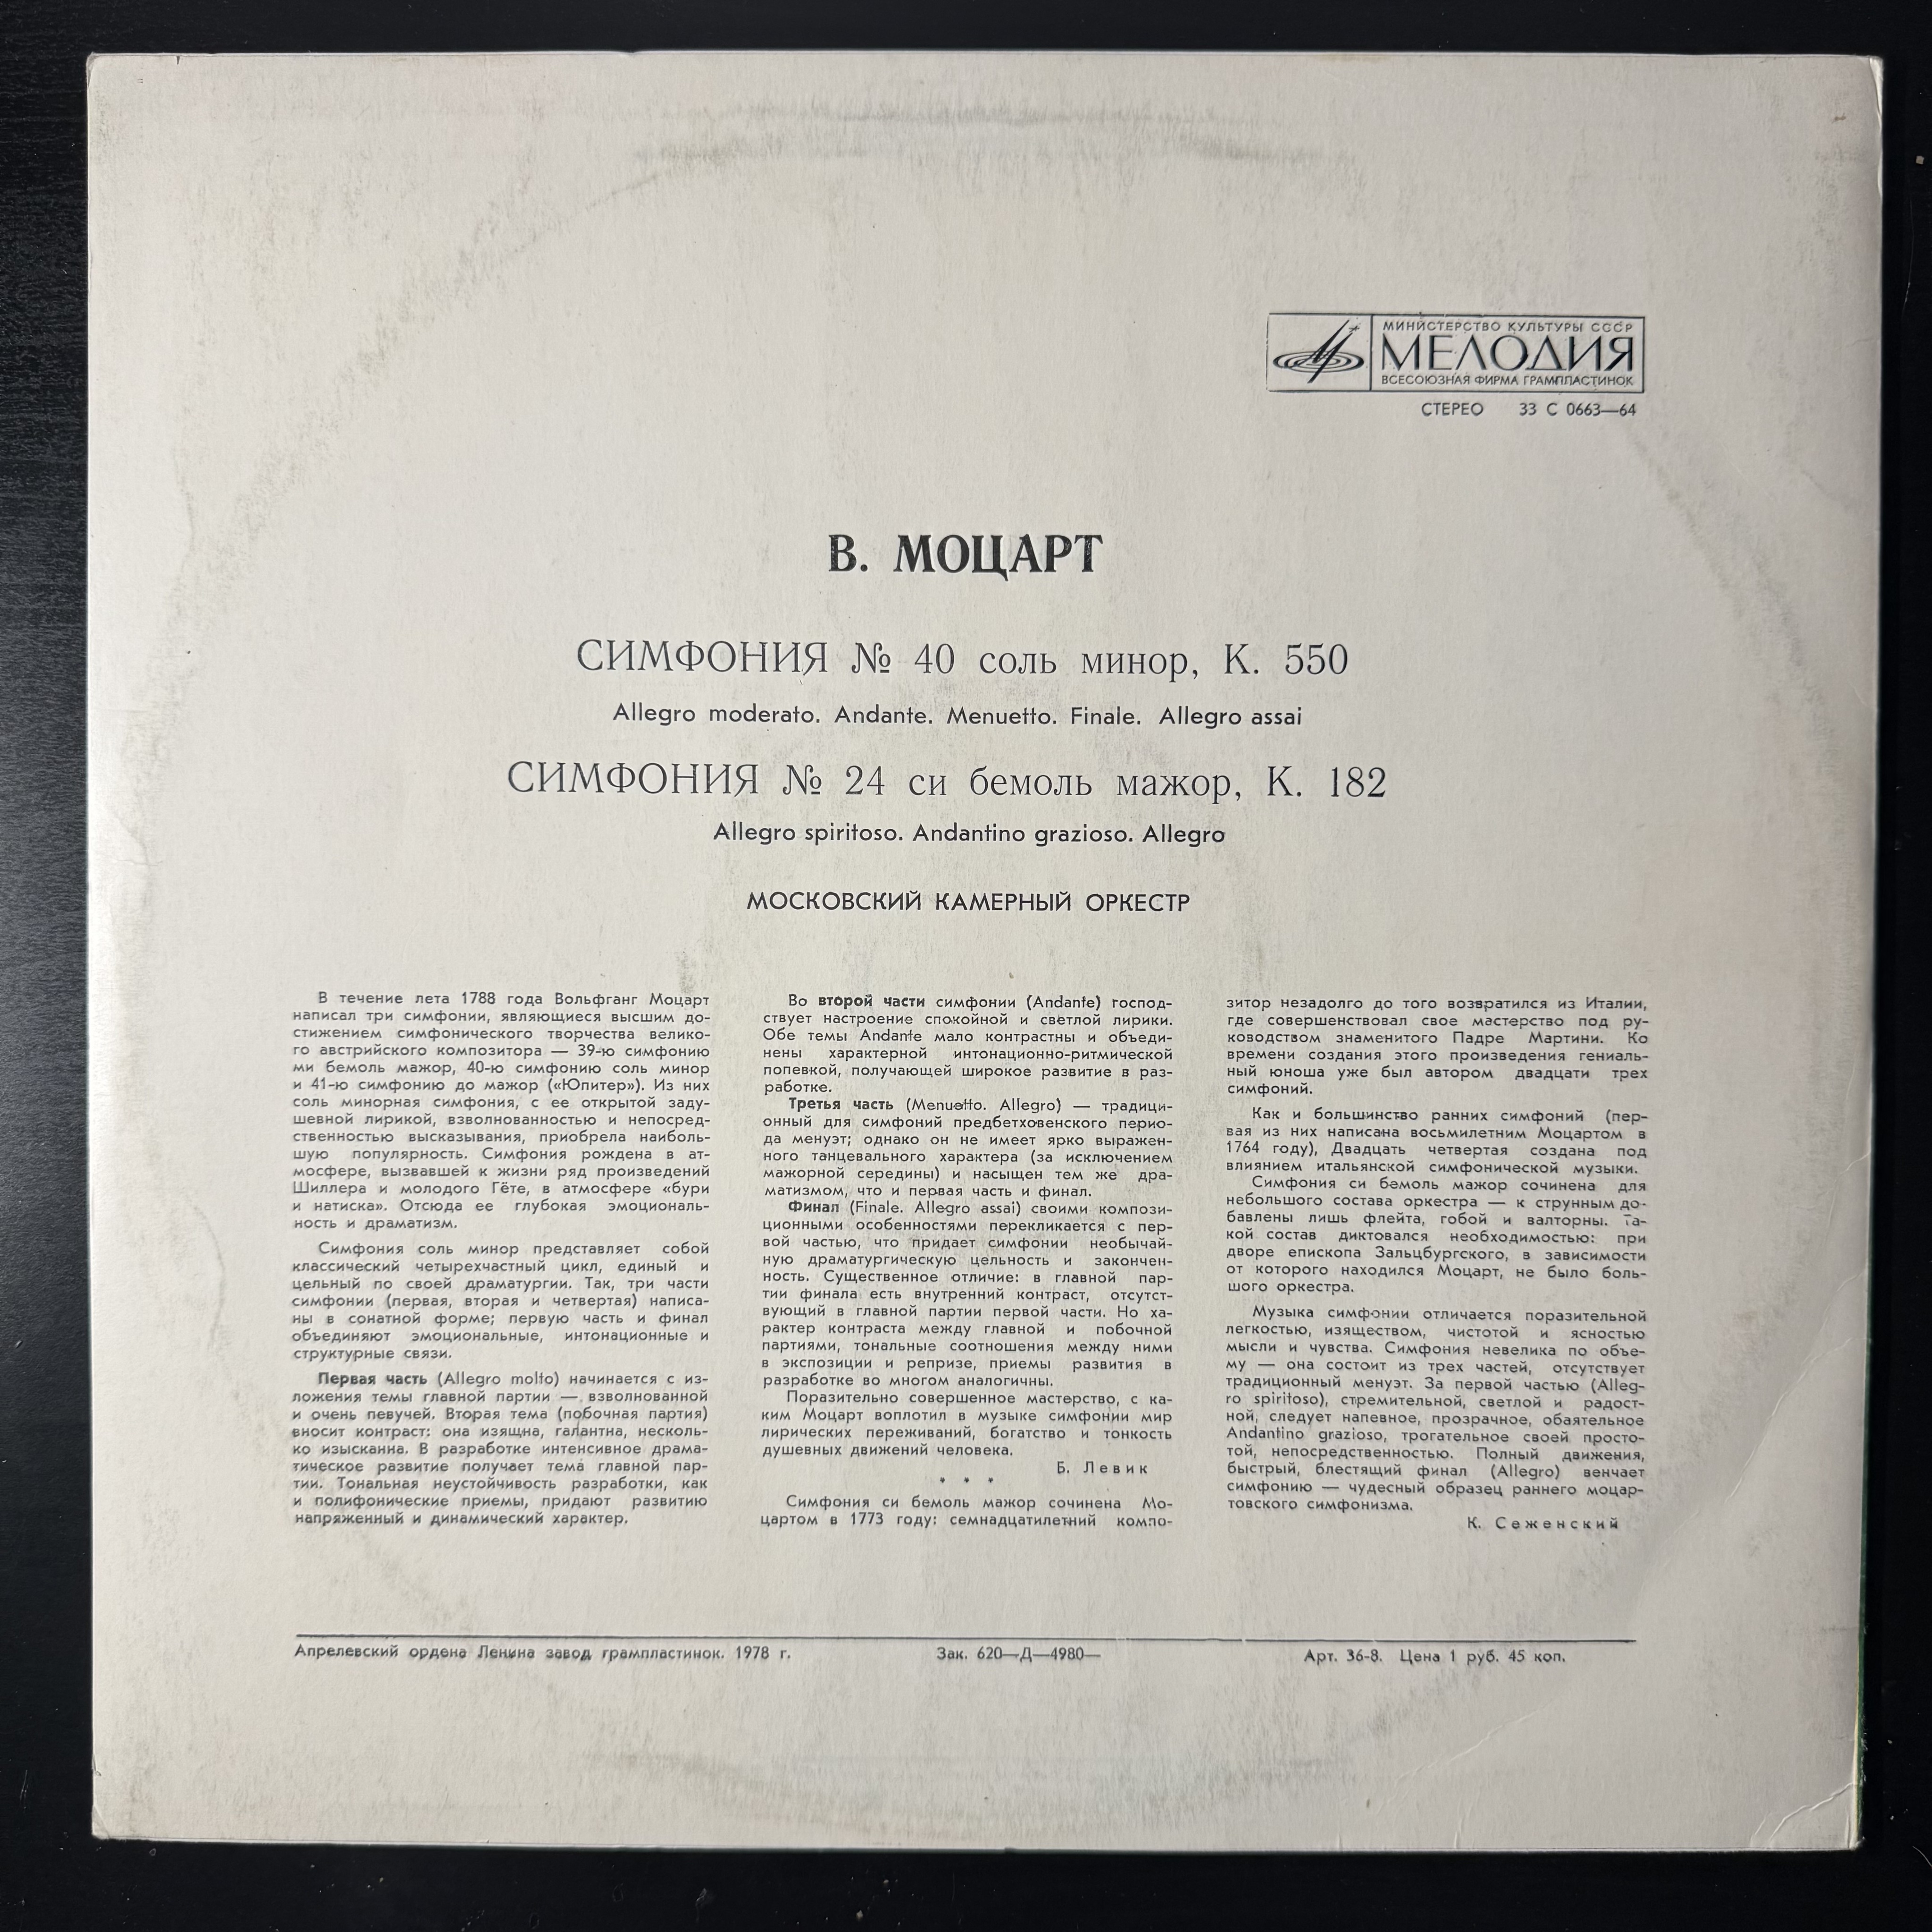 МИНИСТЕРСТВО КУЛЬТУРЫ СССР
МЕЛОДИЯ
ВСЕСОЮЗНАЯ ФИРМА ГРАМПЛАСТИНОК
СТЕРЕО 33 С 0663—64
В. МОЦАРТ
СИМФОНИЯ № 40 соль минор, К. 550
Allegro moderato. Andante. Menuetto. Finale. Allegro assai
СИМФОНИЯ № 24 си бемоль мажор, К. 182
Allegro spiritoso. Andantino grazioso. Allegro
МОСКОВСКИЙ КАМЕРНЫЙ ОРКЕСТР
В течение лета 1788 года Вольфганг Моцарт
написал три симфонии, являющиеся высшим до-
стижением симфонического творчества велико-
го австрийского композитора — 39-ю симфонию
ми бемоль мажор, 40-ю симфонию соль минор
и 41-ю симфонию до мажор («Юпитер»). Из них
соль минорная симфония, с ее открытой заду-
шевной лирикой, взволнованностью и непосред-
ственностью высказывания, приобрела наиболь-
шую популярность. Симфония рождена в ат-
мосфере, вызвавшей к жизни ряд произведений
Шиллера и молодого Гёте, в атмосфере «бури
и натиска». Отсюда ее глубокая эмоциональ-
ность и драматизм.
Симфония соль минор представляет собой
классический четырехчастный цикл, единый и
цельный по своей драматургии. Так, три части
симфонии (первая, вторая и четвертая) написа-
ны в сонатной форме; первую часть и финал
объединяют эмоциональные, интонационные и
структурные связи.
Первая часть (Allegro molto) начинается с из-
ложения темы главной партии — взволнованной
и очень певучей. Вторая тема (побочная партия)
вносит контраст: она изящна, галантна, несколь-
ко изысканна. В разработке интенсивное драма-
тическое развитие получает тема главной пар-
тии. Тональная неустойчивость разработки, как
и полифонические приемы, придают развитию
напряженный и динамический характер.
Во второй части симфонии (Andante) господ-
ствует настроение спокойной и светлой лирики.
Обе темы Andante мало контрастны и объеди-
нены характерной интонационно-ритмической
попевкой, получающей широкое развитие в раз-
работке.
Третья часть (Menuetto. Allegro) — традици-
онный для симфоний предбетховенского перио-
да менуэт; однако он не имеет ярко выражен-
ного танцевального характера (за исключением
мажорной середины) и насыщен тем же дра-
матизмом, что и первая часть и финал.
Финал (Finale. Allegro assai) своими компози-
ционными особенностями перекликается с пер-
вой частью, что придает симфонии необычай-
ную драматургическую цельность и закончен-
ность. Существенное отличие: в главной пар-
тии финала есть внутренний контраст, отсутст-
вующий в главной партии первой части. Но ха-
рактер контраста между главной и побочной
партиями, тональные соотношения между ними
в экспозиции и репризе, приемы развития в
разработке во многом аналогичны.
Поразительно совершенное мастерство, с ка-
ким Моцарт воплотил в музыке симфонии мир
лирических переживаний, богатство и тонкость
душевных движений человека.
Б. Левик
* * *
Симфония си бемоль мажор сочинена Мо-
цартом в 1773 году: семнадцатилетний компо-
зитор незадолго до того возвратился из Италии,
где совершенствовал свое мастерство под ру-
ководством знаменитого Падре Мартини. Ко
времени создания этого произведения гениаль-
ный юноша уже был автором двадцати трех
симфоний.
Как и большинство ранних симфоний (пер-
вая из них написана восьмилетним Моцартом в
1764 году), Двадцать четвертая создана под
влиянием итальянской симфонической музыки.
Симфония си бемоль мажор сочинена для
небольшого состава оркестра — к струнным до-
бавлены лишь флейта, гобой и валторны. Та-
кой состав диктовался необходимостью: при
дворе епископа Зальцбургского, в зависимости
от которого находился Моцарт, не было боль-
шого оркестра.
Музыка симфонии отличается поразительной
легкостью, изяществом, чистотой и ясностью
мысли и чувства. Симфония невелика по объе-
му — она состоит из трех частей, отсутствует
традиционный менуэт. За первой частью (Alleg-
ro spiritoso), стремительной, светлой и радост-
ной, следует напевное, прозрачное, обаятельное
Andantino grazioso, трогательное своей просто-
той, непосредственностью. Полный движения,
быстрый, блестящий финал (Allegro) венчает
симфонию — чудесный образец раннего моцар-
товского симфонизма.
К. Сеженский
Апрелевский ордена Ленина завод грампластинок. 1978 г. Зак. 620—Д—4980— Арт. 36-8. Цена 1 руб. 45 коп.